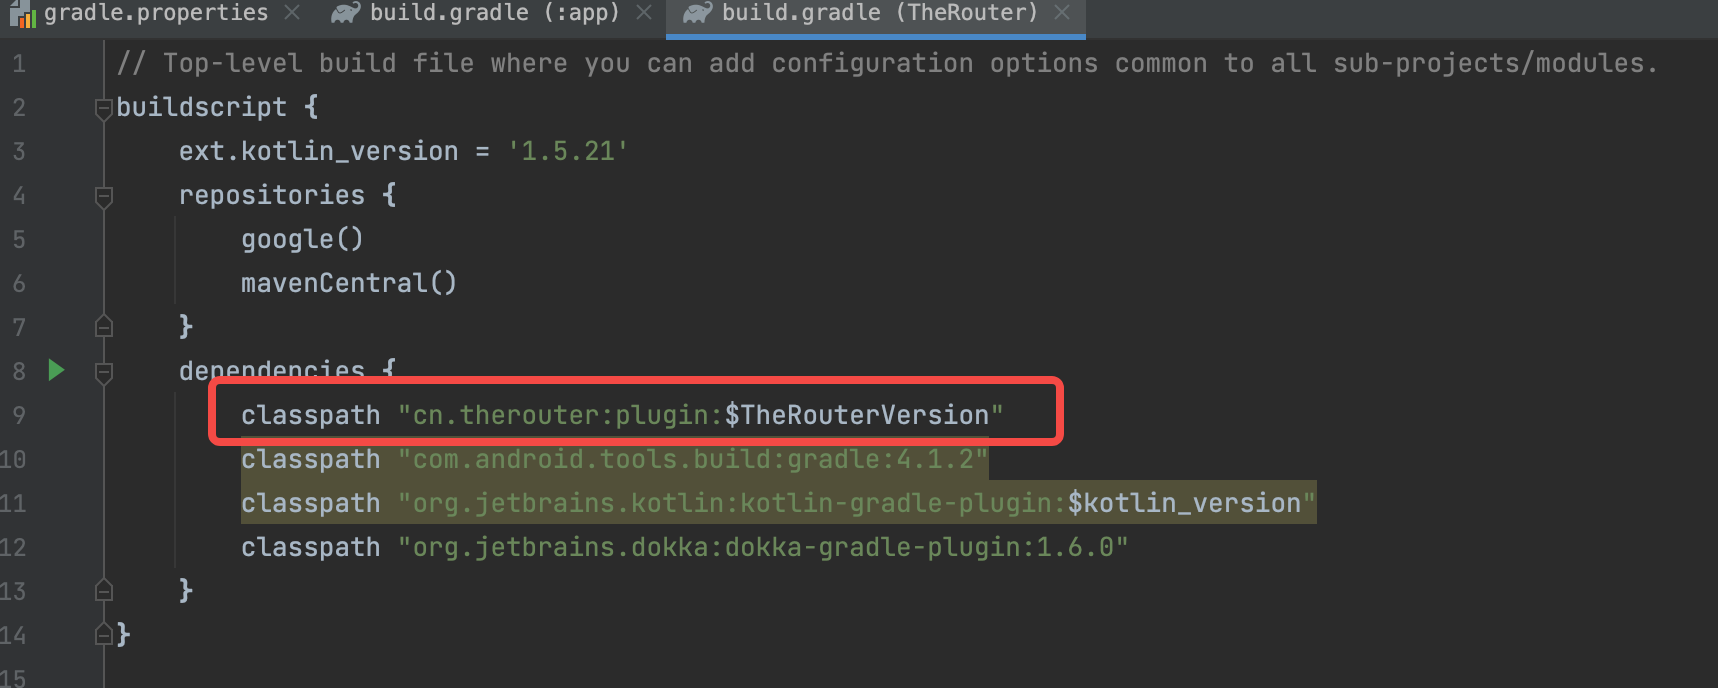 gradle.properties build.gradle (:app) build.gradle (TheRouter)
1 // Top-level build file where you can add configuration options common to all sub-projects/modules.
2 buildscript {
3 ext.kotlin_version = '1.5.21'
4 repositories {
5 google()
6 mavenCentral()
7 }
8 dependencies {
9 classpath "cn.therouter:plugin:$TheRouterVersion"
10 classpath "com.android.tools.build:gradle:4.1.2"
11 classpath "org.jetbrains.kotlin:kotlin-gradle-plugin:$kotlin_version"
12 classpath "org.jetbrains.dokka:dokka-gradle-plugin:1.6.0"
13 }
14 }
15